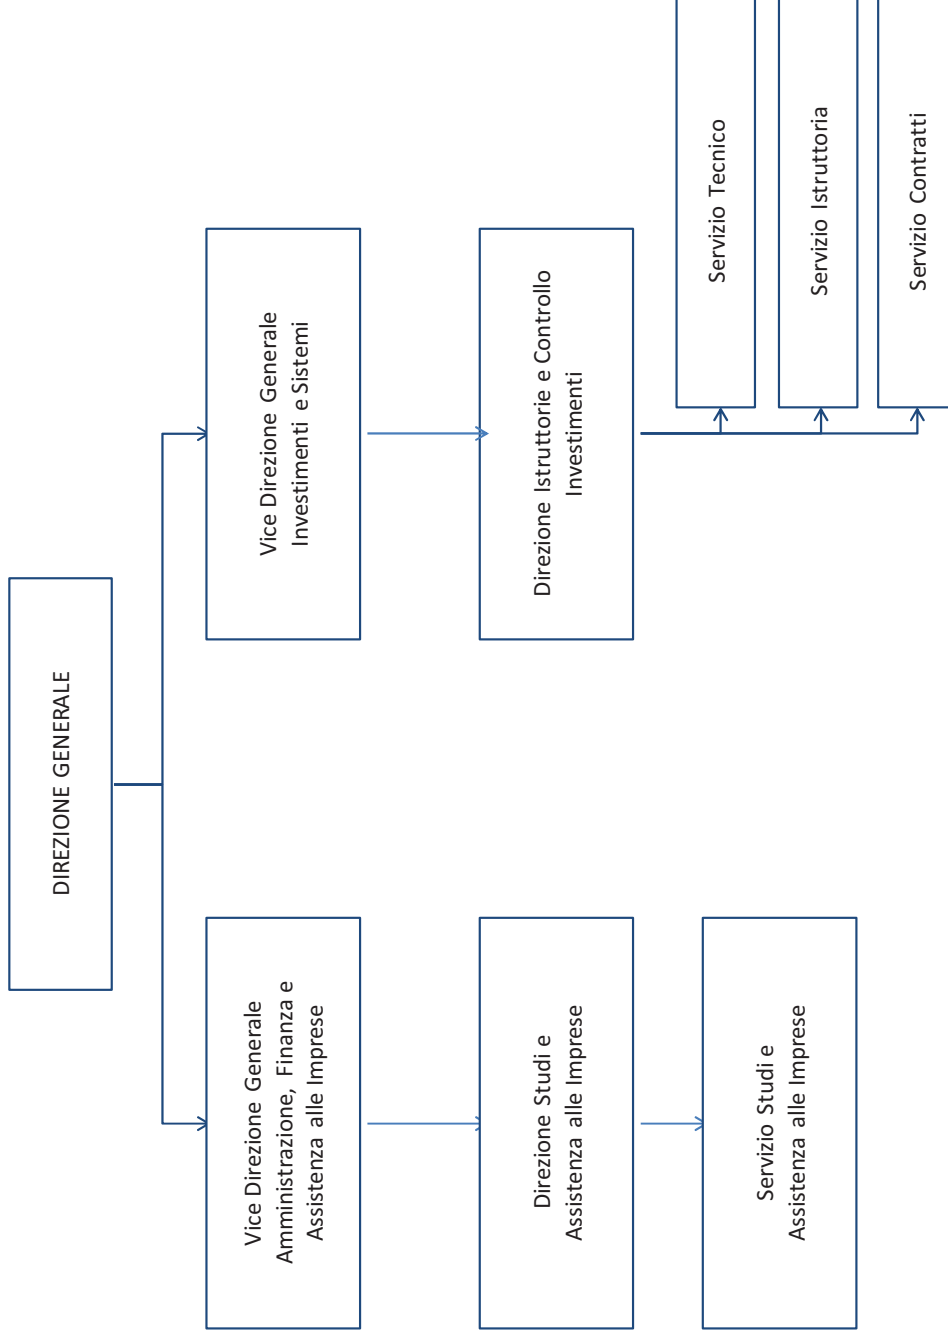 DIREZIONE GENERALE
Vice Direzione Generale
Amministrazione, Finanza e
Assistenza alle Imprese
Vice Direzione Generale
Investimenti e Sistemi
Direzione Studi e
Assistenza alle Imprese
Direzione Istruttorie e Controllo
Investimenti
Servizio Studi e
Assistenza alle Imprese
Servizio Tecnico
Servizio Istruttoria
Servizio Contratti